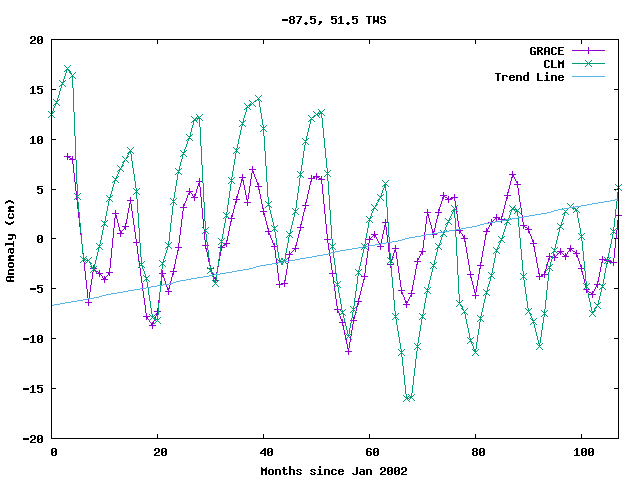 -87.5, 51.5 TWS
GRACE
CLM
Trend Line
20
15
10
5
0
-5
-10
-15
-20
Anomaly (cm)
0 20 40 60 80 100
Months since Jan 2002